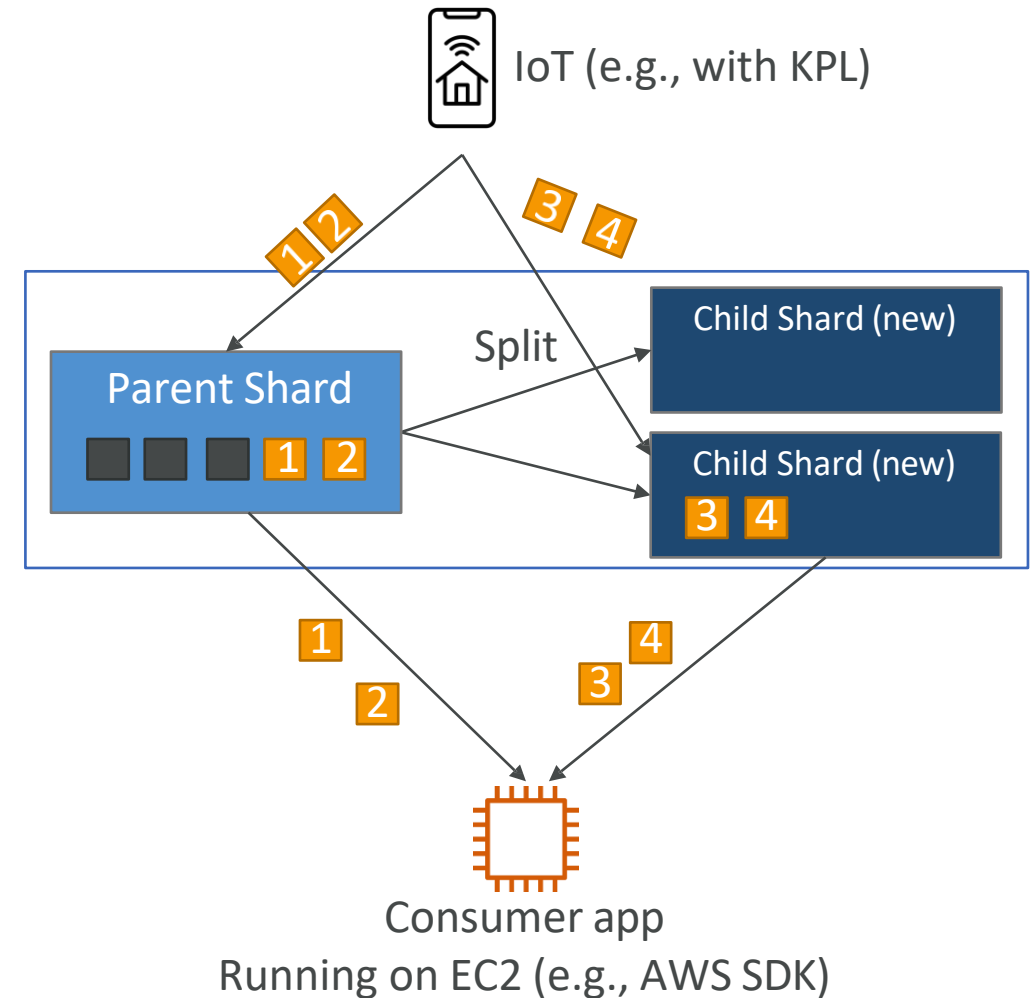 IoT (e.g., with KPL)
1 2
3 4
Split
Parent Shard
1 2
Child Shard (new)
Child Shard (new)
3 4
1
2
4
3
Consumer app
Running on EC2 (e.g., AWS SDK)